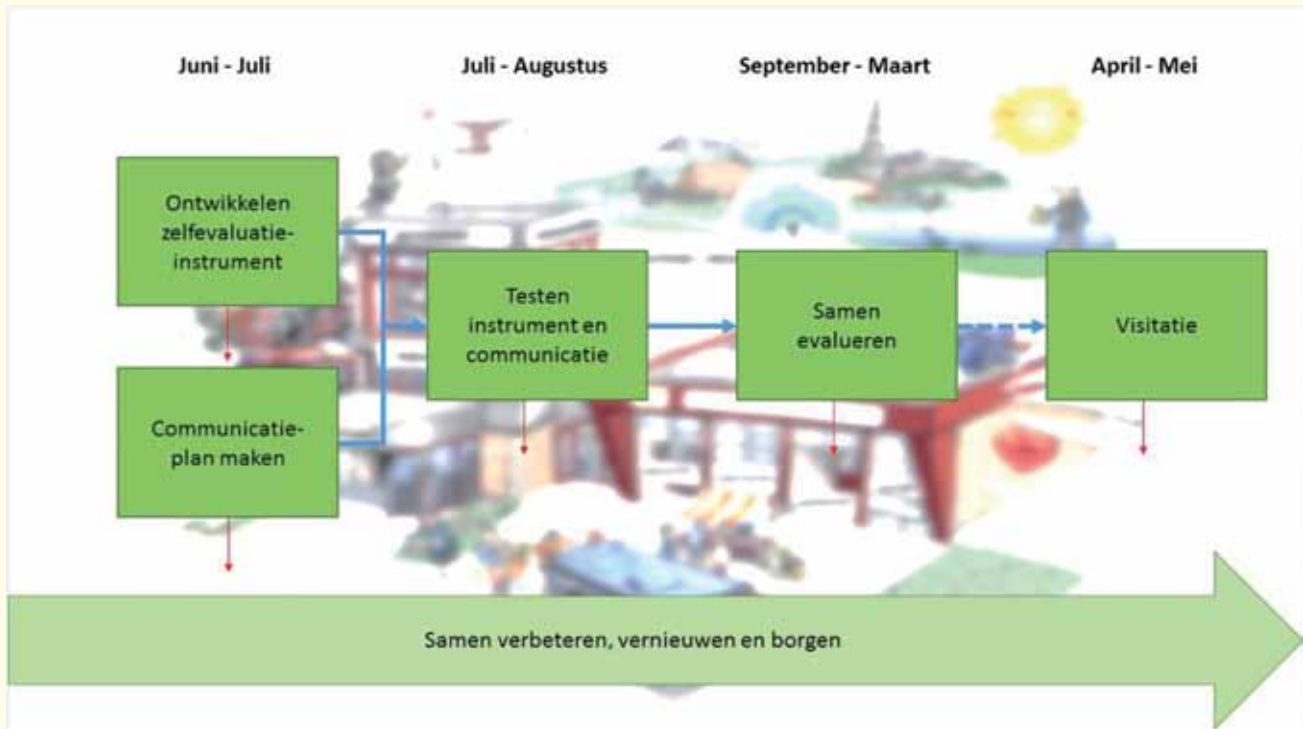 Juni - Juli
Juli - Augustus
September - Maart
April - Mei
Ontwikkelen
zelfevaluatie-
instrument
Communicatie-
plan maken
Testen
instrument en
communicatie
Samen
evalueren
Visitatie
Samen verbeteren, vernieuwen en borgen